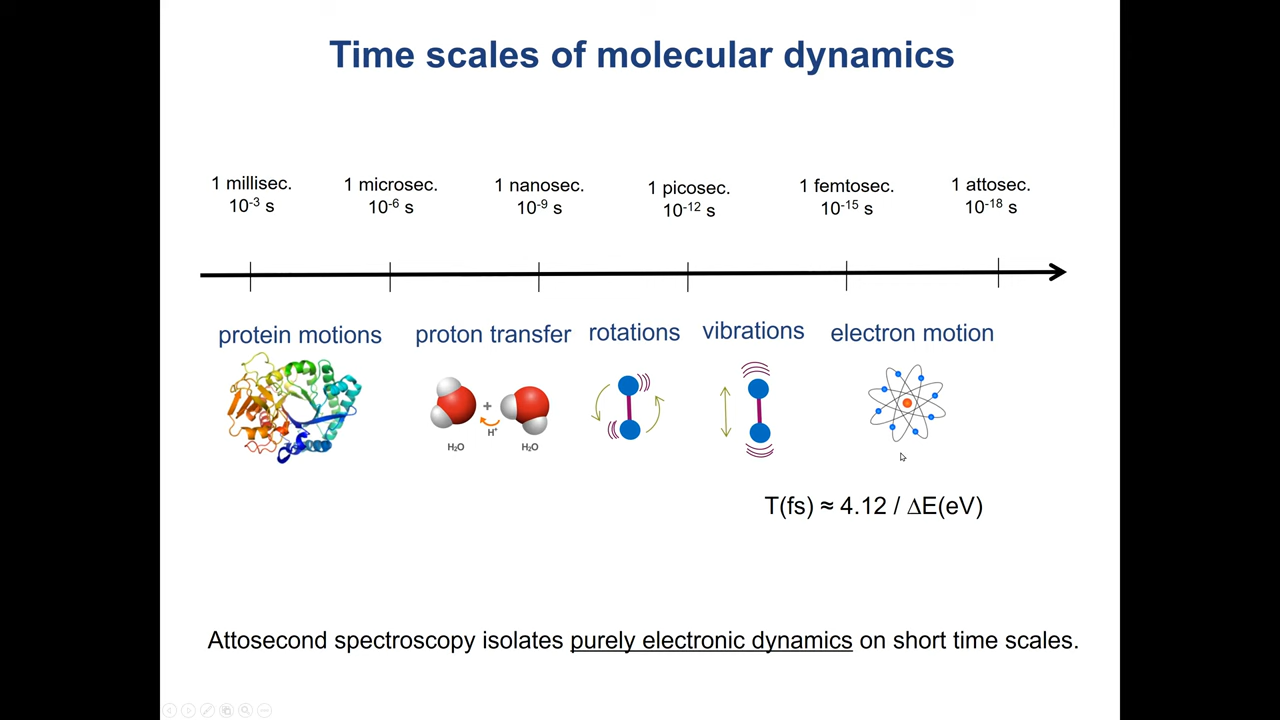 Time scales of molecular dynamics
1 millisec. 1 microsec. 1 nanosec. 1 picosec. 1 femtosec. 1 attosec.
10⁻³ s 10⁻⁶ s 10⁻⁹ s 10⁻¹² s 10⁻¹⁵ s 10⁻¹⁸ s
protein motions proton transfer rotations vibrations electron motion
+
H⁺
H₂O H₂O
T(fs) ≈ 4.12 / ΔE(eV)
Attosecond spectroscopy isolates purely electronic dynamics on short time scales.